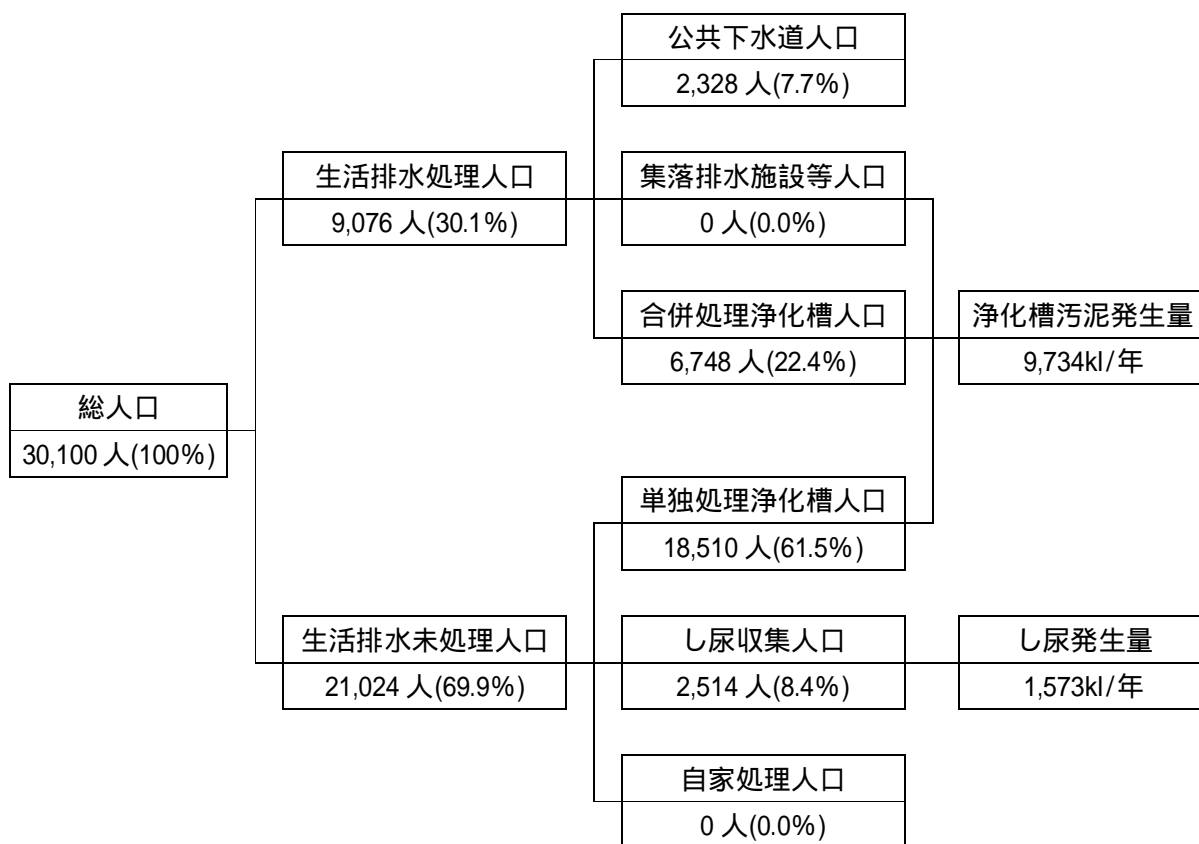 公共下水道人口
2,328 人(7.7%)
生活排水処理人口
9,076 人(30.1%)
集落排水施設等人口
0 人(0.0%)
合併処理浄化槽人口
6,748 人(22.4%)
浄化槽汚泥発生量
9,734kl/年
総人口
30,100 人(100%)
単独処理浄化槽人口
18,510 人(61.5%)
生活排水未処理人口
21,024 人(69.9%)
し尿収集人口
2,514 人(8.4%)
し尿発生量
1,573kl/年
自家処理人口
0 人(0.0%)